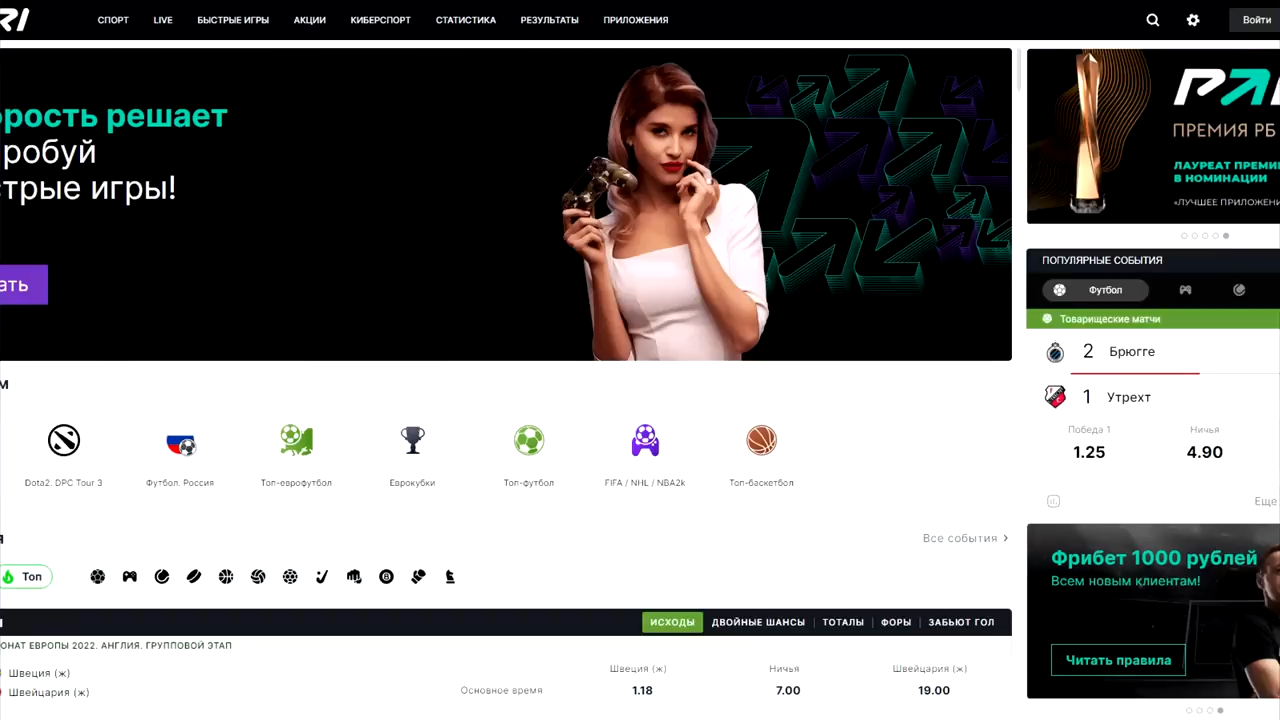 СПОРТ LIVE БЫСТРЫЕ ИГРЫ АКЦИИ КИБЕРСПОРТ СТАТИСТИКА РЕЗУЛЬТАТЫ ПРИЛОЖЕНИЯ Войти
орость решает
робуй
стрые игры!
ать
ПРЕМИЯ РБ
ЛАУРЕАТ ПРЕМИ
В НОМИНАЦИИ
«ЛУЧШЕЕ ПРИЛОЖЕНИ
ПОПУЛЯРНЫЕ СОБЫТИЯ
Футбол
Товарищеские матчи
2 Брюгге
1 Утрехт
Победа 1 Ничья
1.25 4.90
Еще
м
Dota2. DPC Tour 3 Футбол. Россия Топ-еврофутбол Еврокубки Топ-футбол FIFA / NHL / NBA2k Топ-баскетбол
я
Все события
Топ
ИСХОДЫ ДВОЙНЫЕ ШАНСЫ ТОТАЛЫ ФОРЫ ЗАБЬЮТ ГОЛ
ОНАТ ЕВРОПЫ 2022. АНГЛИЯ. ГРУППОВОЙ ЭТАП
Швеция (ж)
Швейцария (ж)
Основное время
Швеция (ж) Ничья Швейцария (ж)
1.18 7.00 19.00
Фрибет 1000 рублей
Всем новым клиентам!
Читать правила